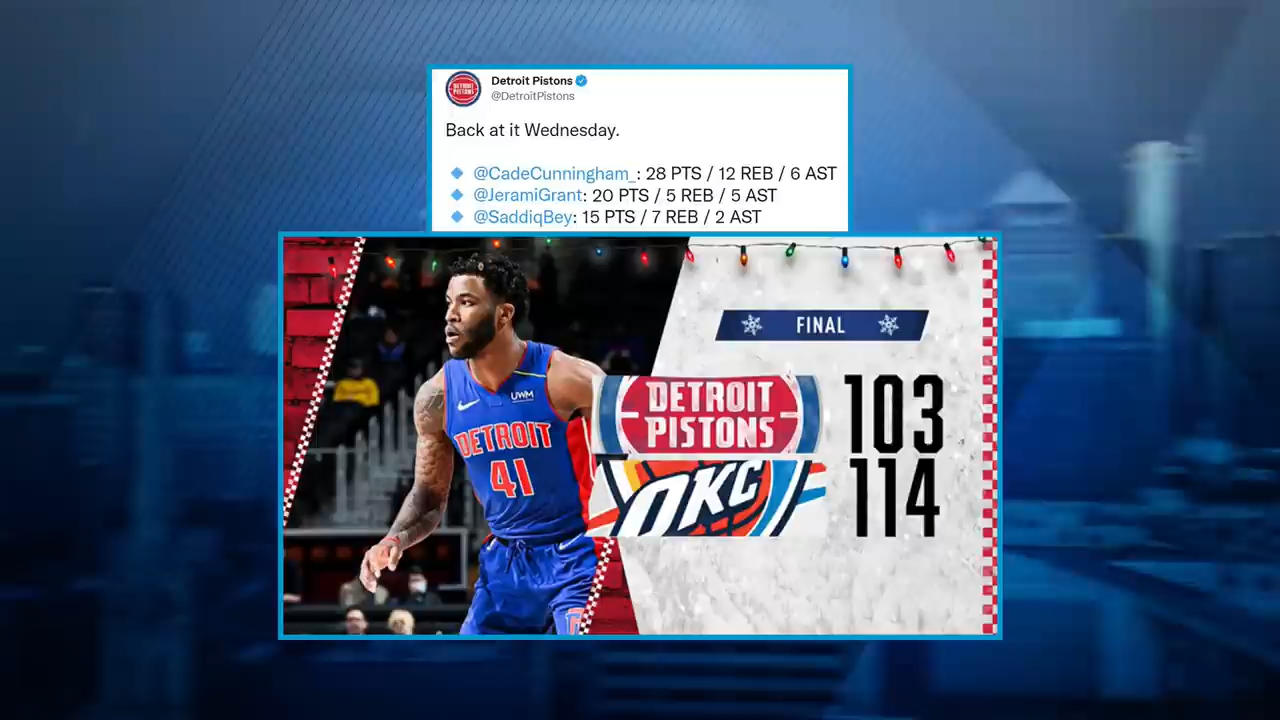 Detroit Pistons
@DetroitPistons
Back at it Wednesday.
@CadeCunningham_: 28 PTS / 12 REB / 6 AST
@JeramiGrant: 20 PTS / 5 REB / 5 AST
@SaddiqBey: 15 PTS / 7 REB / 2 AST
FINAL
DETROIT
PISTONS
103
OKC
114
UWM
DETROIT
41